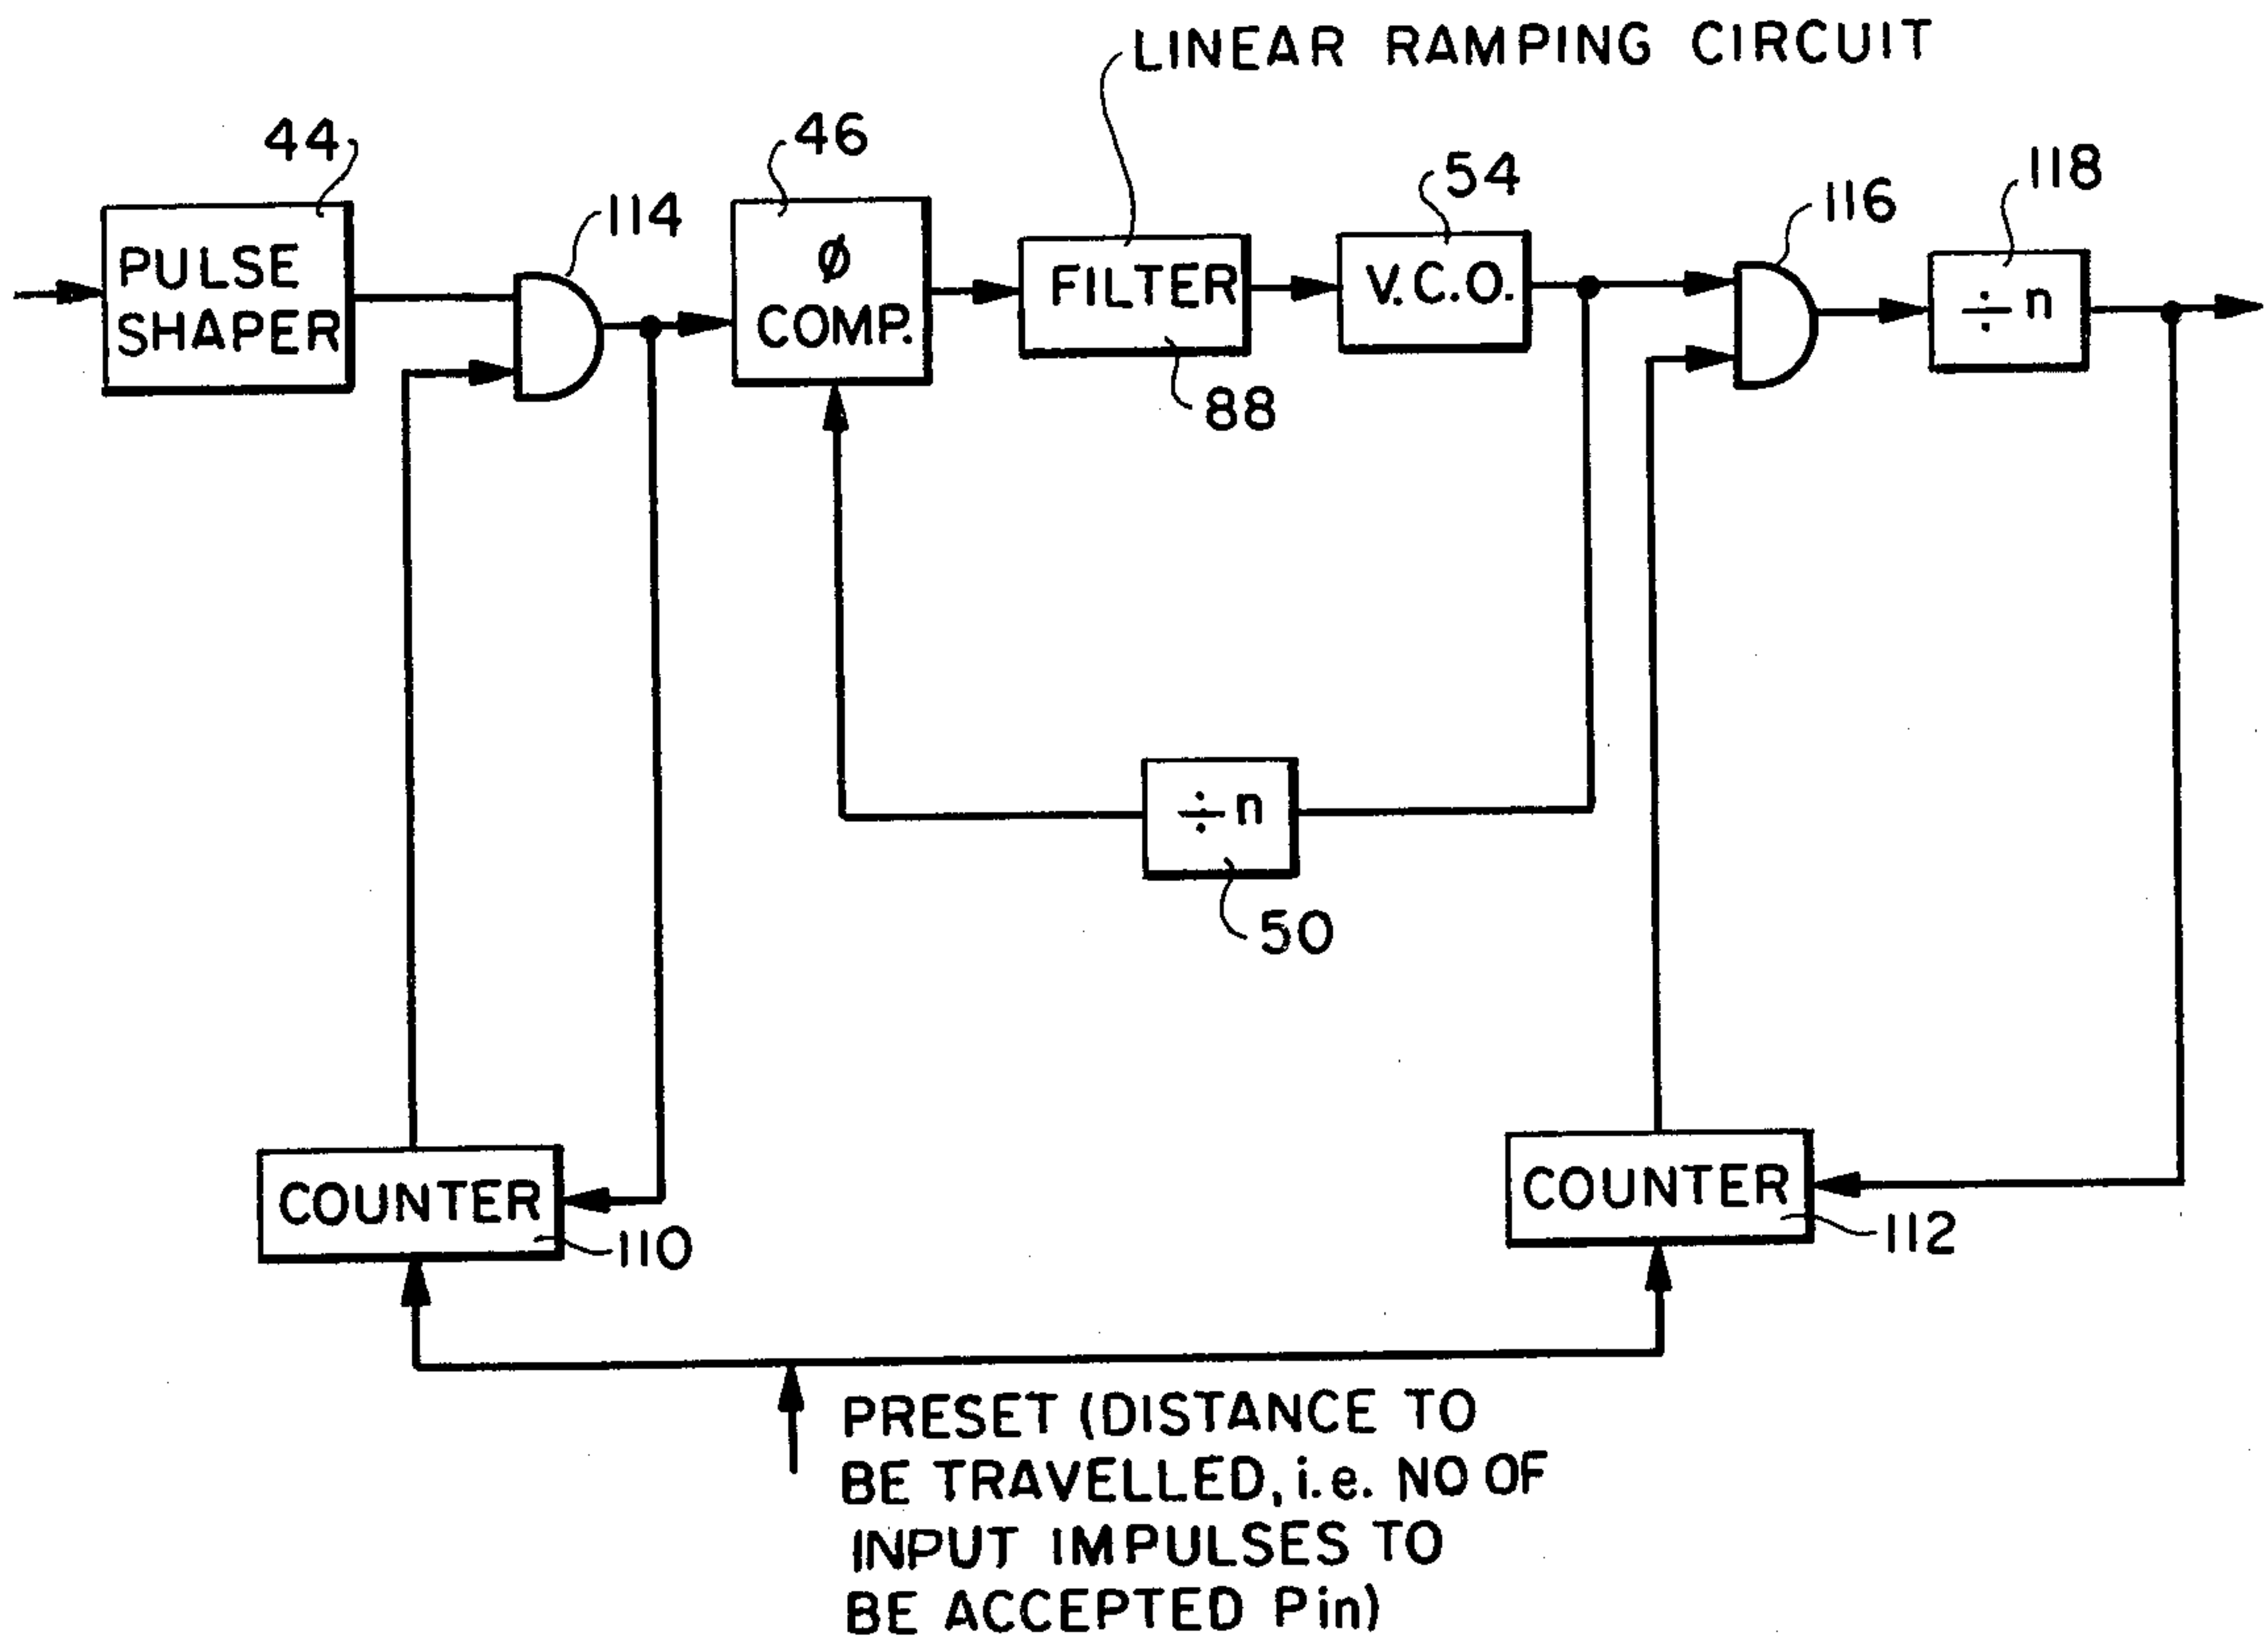 LINEAR RAMPING CIRCUIT
44
46
54
118
114
116
PULSE
SHAPER
Ø
COMP.
FILTER
V.C.O.
÷n
88
÷n
50
COUNTER
110
COUNTER
112
PRESET (DISTANCE TO
BE TRAVELLED, i.e. NO OF
INPUT IMPULSES TO
BE ACCEPTED Pin)